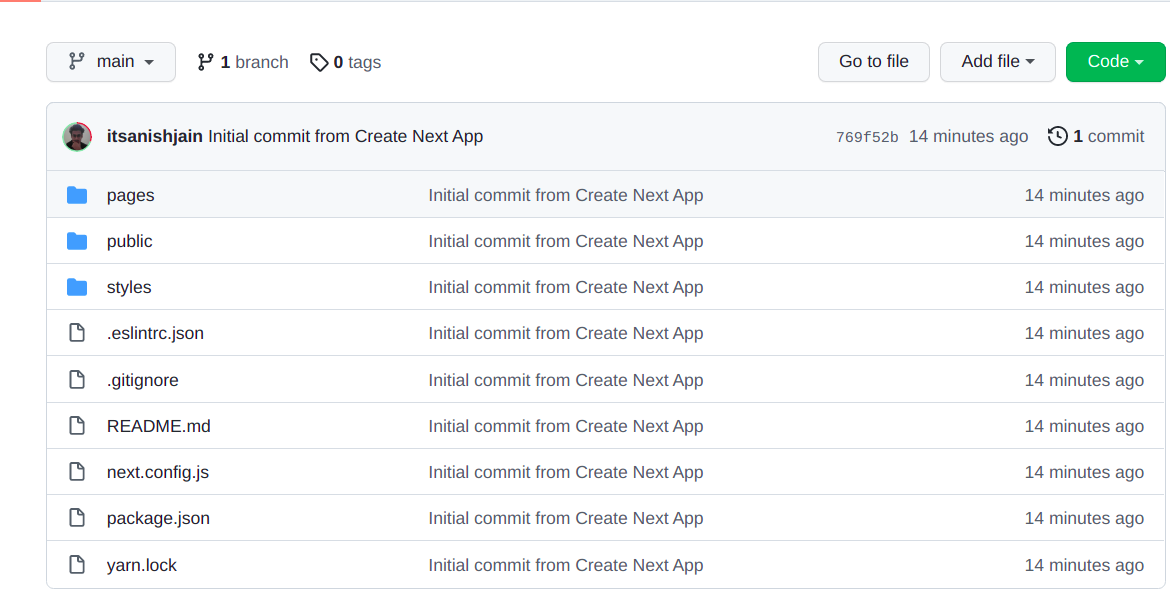 main 1 branch 0 tags Go to file Add file Code
itsanishjain Initial commit from Create Next App 769f52b 14 minutes ago 1 commit
pages Initial commit from Create Next App 14 minutes ago
public Initial commit from Create Next App 14 minutes ago
styles Initial commit from Create Next App 14 minutes ago
.eslintrc.json Initial commit from Create Next App 14 minutes ago
.gitignore Initial commit from Create Next App 14 minutes ago
README.md Initial commit from Create Next App 14 minutes ago
next.config.js Initial commit from Create Next App 14 minutes ago
package.json Initial commit from Create Next App 14 minutes ago
yarn.lock Initial commit from Create Next App 14 minutes ago